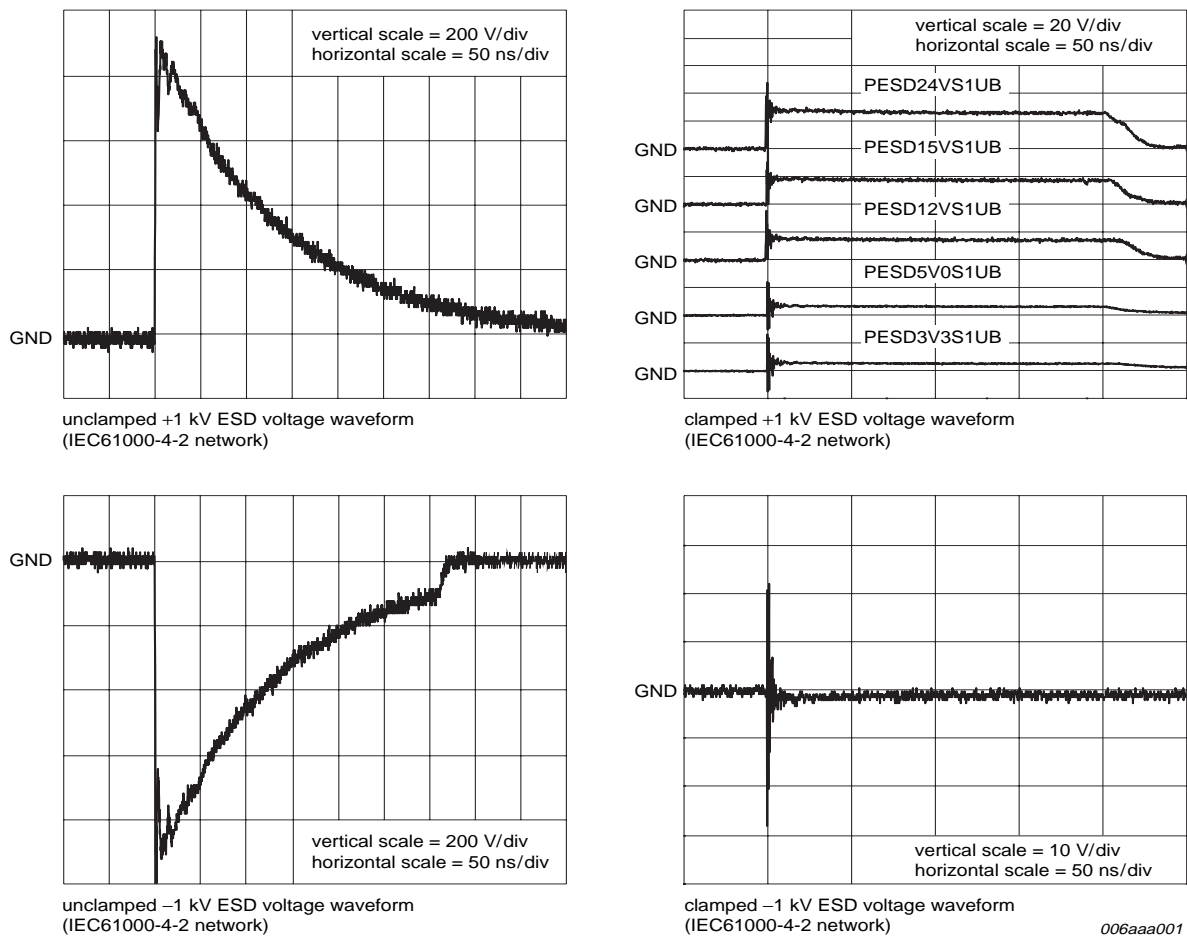 vertical scale = 200 V/div
horizontal scale = 50 ns/div
GND
unclamped +1 kV ESD voltage waveform
(IEC61000-4-2 network)
vertical scale = 20 V/div
horizontal scale = 50 ns/div
PESD24VS1UB
GND
PESD15VS1UB
GND
PESD12VS1UB
GND
PESD5V0S1UB
GND
PESD3V3S1UB
GND
clamped +1 kV ESD voltage waveform
(IEC61000-4-2 network)
GND
vertical scale = 200 V/div
horizontal scale = 50 ns/div
unclamped −1 kV ESD voltage waveform
(IEC61000-4-2 network)
GND
vertical scale = 10 V/div
horizontal scale = 50 ns/div
clamped −1 kV ESD voltage waveform
(IEC61000-4-2 network)
006aaa001